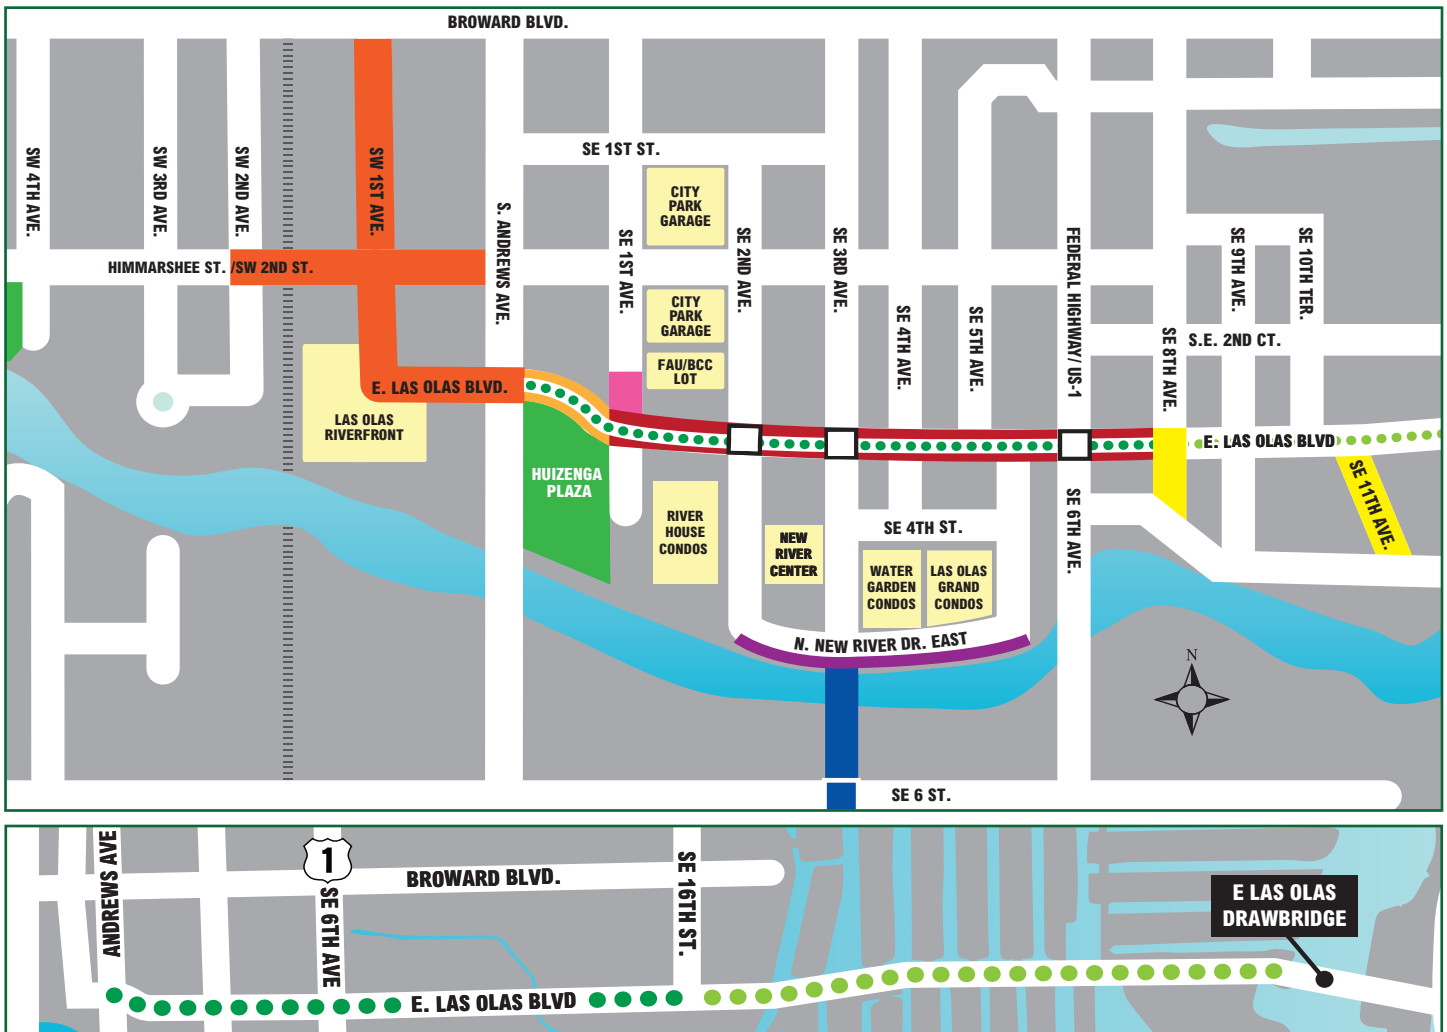 BROWARD BLVD.
SW 4TH AVE.
SW 3RD AVE.
SW 2ND AVE.
SW 1ST AVE.
SE 1ST ST.
CITY
PARK
GARAGE
S. ANDREWS AVE.
SE 1ST AVE.
SE 2ND AVE.
SE 3RD AVE.
FEDERAL HIGHWAY/ US-1
SE 9TH AVE.
SE 10TH TER.
HIMMARSHEE ST. /SW 2ND ST.
CITY
PARK
GARAGE
SE 4TH AVE.
SE 5TH AVE.
SE 8TH AVE.
S.E. 2ND CT.
FAU/BCC
LOT
E. LAS OLAS BLVD.
LAS OLAS
RIVERFRONT
E. LAS OLAS BLVD
HUIZENGA
PLAZA
SE 11TH AVE.
RIVER
HOUSE
CONDOS
NEW
RIVER
CENTER
SE 4TH ST.
SE 6TH AVE.
WATER
GARDEN
CONDOS
LAS OLAS
GRAND
CONDOS
N. NEW RIVER DR. EAST
N
SE 6 ST.
ANDREWS AVE
1
SE 6TH AVE
BROWARD BLVD.
SE 16TH ST.
E LAS OLAS
DRAWBRIDGE
E. LAS OLAS BLVD